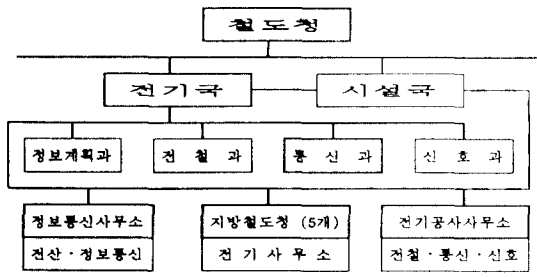 철도청
전기국 시설국
정보계획과 전철과 통신과 신호과
정보통신사무소 지방철도청 (5개) 전기공사사무소
전산·정보통신 전기사무소 전철·통신·신호